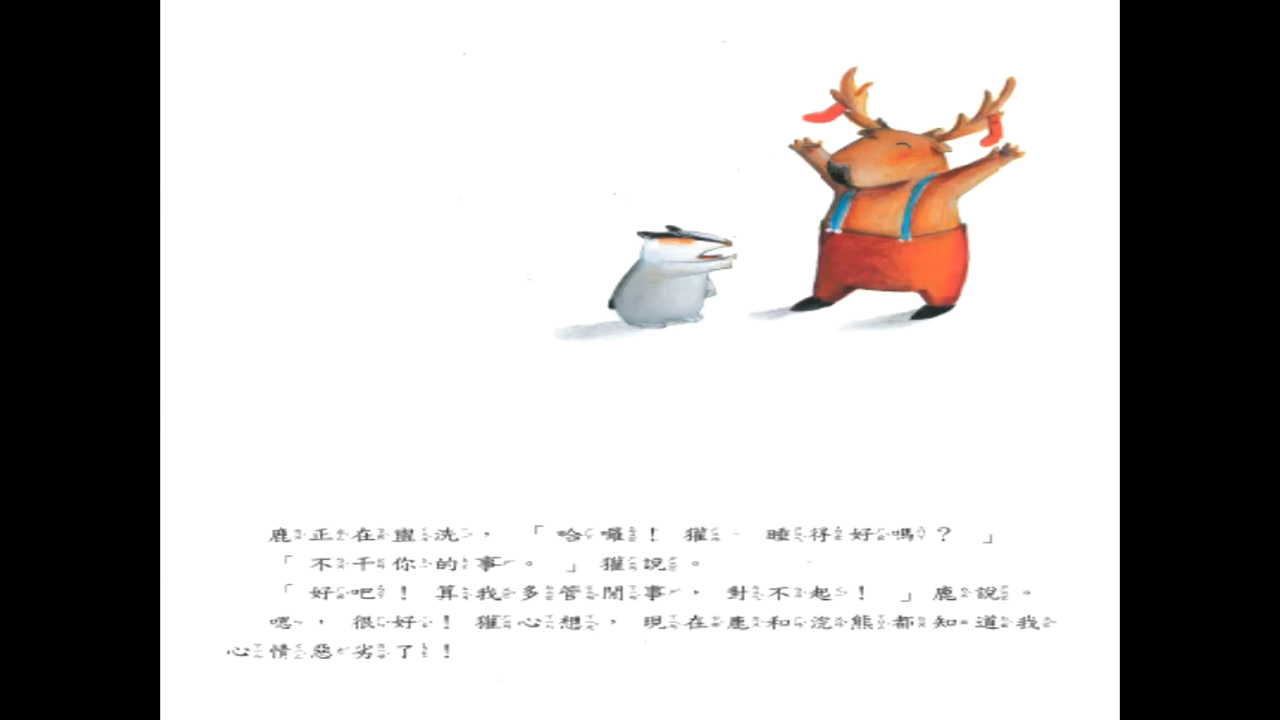 鹿正在盥洗，「哈囉！獾，睡得好嗎？」
「不干你的事。」獾說。
「好吧！算我多管閒事，對不起！」鹿說。
嗯，很好！獾心想，現在鹿和浣熊都知道我
心情惡劣了！